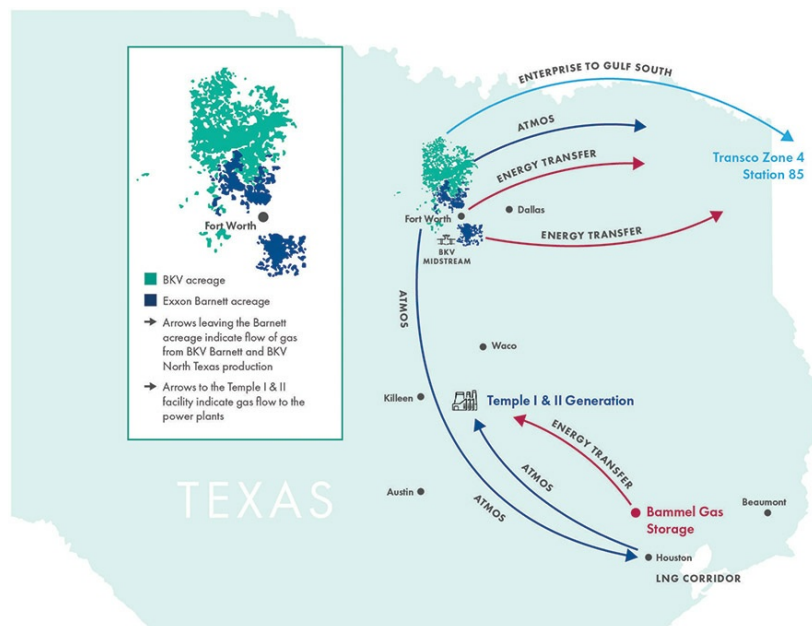 Fort Worth
BKV acreage
Exxon Barnett acreage
Arrows leaving the Barnett
acreage indicate flow of gas
from BKV Barnett and BKV
North Texas production
Arrows to the Temple I & II
facility indicate gas flow to the
power plants
ENTERPRISE TO GULF SOUTH
ATMOS
Transco Zone 4
Station 85
ENERGY TRANSFER
Dallas
Fort Worth
ENERGY TRANSFER
BKV
MIDSTREAM
ATMOS
Waco
Killeen
Temple I & II Generation
ENERGY TRANSFER
ATMOS
Austin
ATMOS
TEXAS
Bammel Gas
Storage
Beaumont
Houston
LNG CORRIDOR